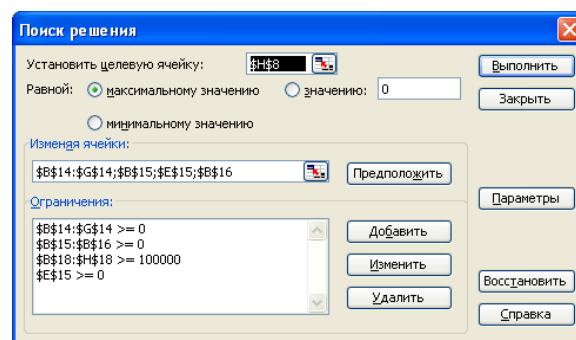 Поиск решения
Установить целевую ячейку: $H$8 Выполнить
Равной: максимальному значению значению: 0 Закрыть
минимальному значению
Изменяя ячейки:
$B$14:$G$14;$B$15;$E$15;$B$16 Предположить
Ограничения: Параметры
$B$14:$G$14 >= 0 Добавить
$B$15:$B$16 >= 0
$B$18:$H$18 >= 100000 Изменить
$E$15 >= 0 Восстановить
Удалить Справка